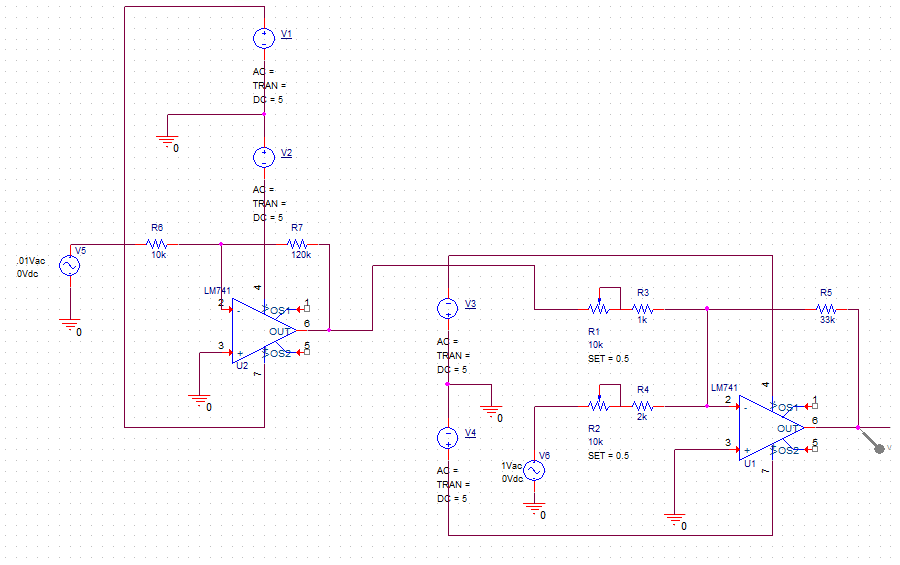 V1
AC =
TRAN =
DC = 5
0
V2
AC =
TRAN =
DC = 5
R6
10k
R7
120k
V5
.01Vac
0Vdc
0
LM741
4
2
-
OS1
1
OUT
6
3
+
OS2
5
U2
7
0
V3
AC =
TRAN =
DC = 5
0
V4
AC =
TRAN =
DC = 5
R1
10k
SET = 0.5
R3
1k
R5
33k
R2
10k
SET = 0.5
R4
2k
V6
1Vac
0Vdc
0
LM741
4
2
-
OS1
1
OUT
6
3
+
OS2
5
U1
7
0
V